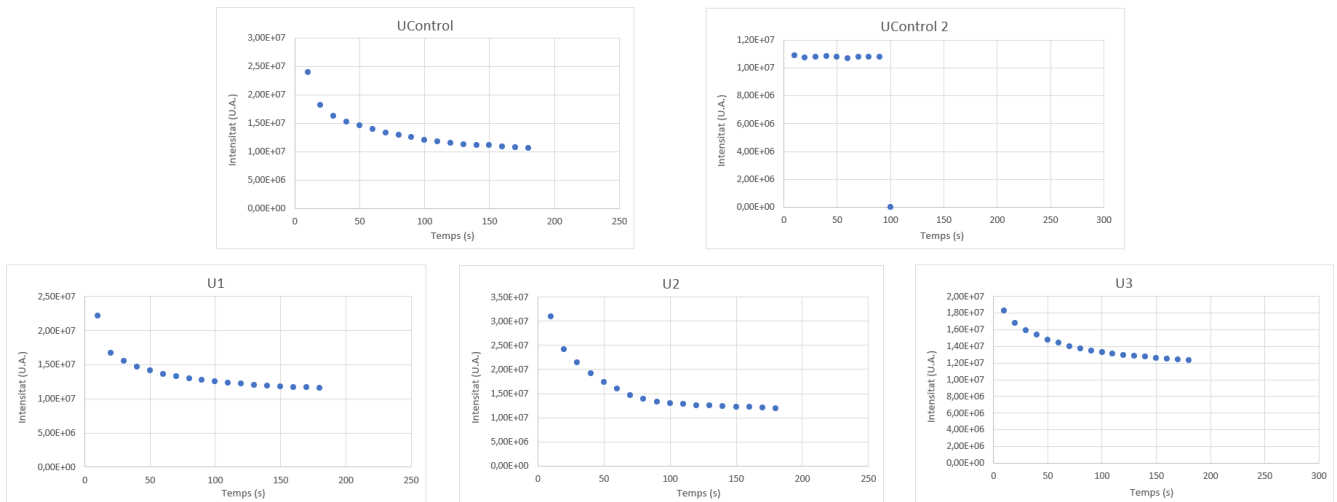 UControl
3,00E+07
2,50E+07
2,00E+07
1,50E+07
1,00E+07
5,00E+06
0,00E+00
0 50 100 150 200 250
Temps (s)
Intensitat (U.A.)
UControl 2
1,20E+07
1,00E+07
8,00E+06
6,00E+06
4,00E+06
2,00E+06
0,00E+00
0 50 100 150 200 250 300
Temps (s)
Intensitat (U.A.)
U1
2,50E+07
2,00E+07
1,50E+07
1,00E+07
5,00E+06
0,00E+00
0 50 100 150 200 250
Temps (s)
Intensitat (U.A.)
U2
3,50E+07
3,00E+07
2,50E+07
2,00E+07
1,50E+07
1,00E+07
5,00E+06
0,00E+00
0 50 100 150 200 250
Temps (s)
Intensitat (U.A.)
U3
2,00E+07
1,80E+07
1,60E+07
1,40E+07
1,20E+07
1,00E+07
8,00E+06
6,00E+06
4,00E+06
2,00E+06
0,00E+00
0 50 100 150 200 250 300
Temps (s)
Intensitat (U.A.)